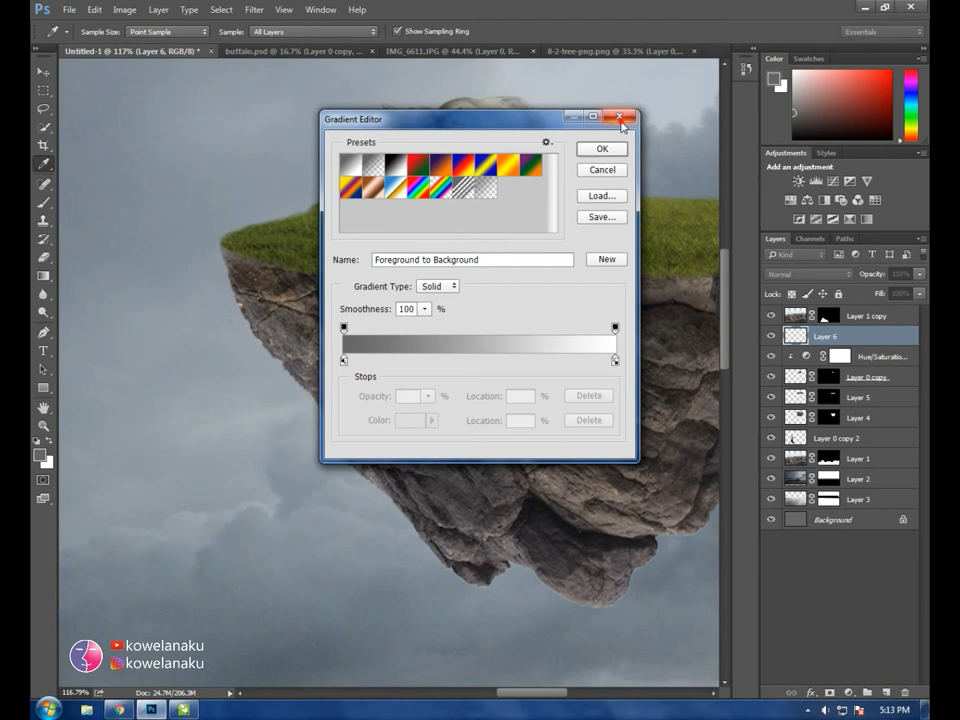 Ps File Edit Image Layer Type Select Filter View Window Help
Sample Size: Point Sample Sample: All Layers Show Sampling Ring Essentials
Untitled-1 @ 117% (Layer 6, RGB/8) * × buffalo.psd @ 16.7% (Layer 0 copy, ... × IMG_6611.JPG @ 44.4% (Layer 0, R... × 8-2-tree-png.png @ 33.3% (Layer 0,... ×
Color Swatches
Gradient Editor
Presets
OK
Cancel
Load...
Save...
Name: Foreground to Background New
Gradient Type: Solid
Smoothness: 100 %
Stops
Opacity: % Location: % Delete
Color: Location: % Delete
Adjustments Styles
Add an adjustment
Layers Channels Paths
Kind
Normal Opacity: 100%
Lock: Fill: 100%
Layer 1 copy
Layer 6
Hue/Saturatio...
Layer 0 copy
Layer 5
Layer 4
Layer 0 copy 2
Layer 1
Layer 2
Layer 3
Background
kowelanaku
kowelanaku
116.79% Doc: 24.7M/206.3M
5:13 PM